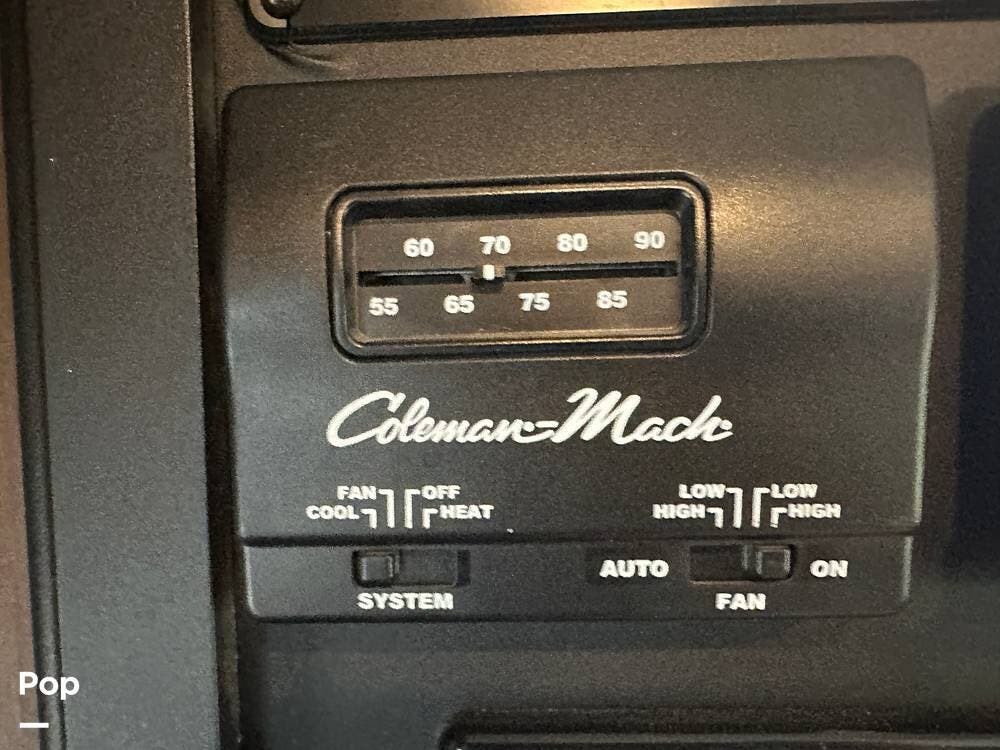 60 70 80 90
55 65 75 85
Coleman-Mach
FAN OFF
COOL HEAT
LOW LOW
HIGH HIGH
AUTO ON
SYSTEM
FAN
Pop